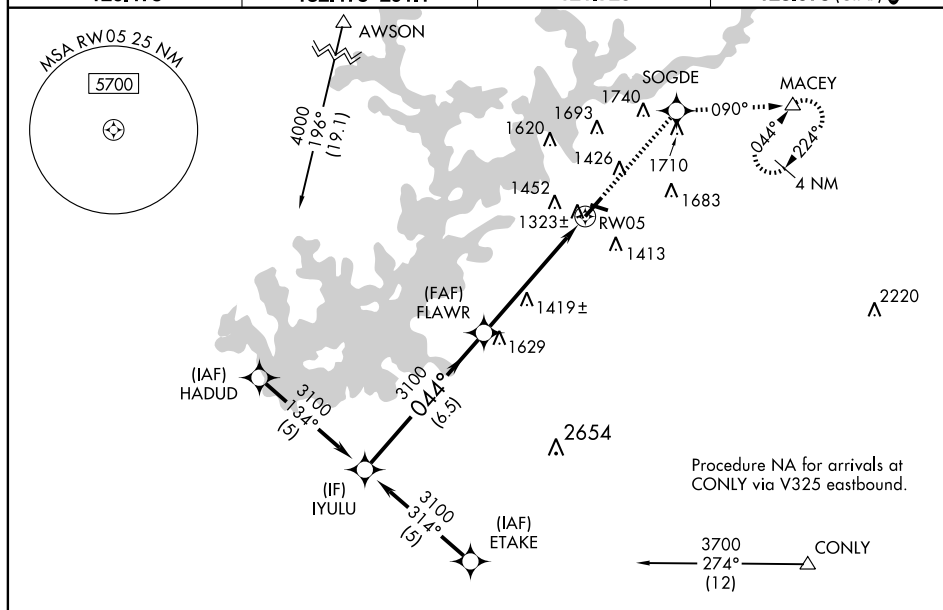 MSA RW05 25 NM
5700
AWSON
4000
196°
(19.1)
SOGDE
MACEY
090°
044°
224°
4 NM
1740
1693
1620
1426
1710
1683
1452
1323±
RW05
1413
(FAF)
FLAWR
1419±
1629
2220
(IAF)
HADUD
3100
134°
(5)
3100
044°
(6.5)
2654
(IF)
IYULU
3100
314°
(5)
(IAF)
ETAKE
Procedure NA for arrivals at
CONLY via V325 eastbound.
3700
274°
(12)
CONLY